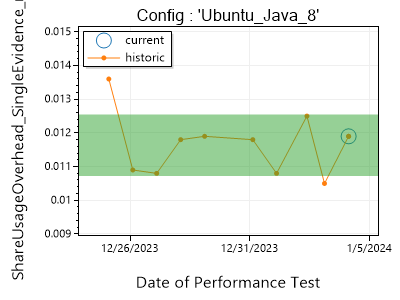 Config : 'Ubuntu_Java_8'
current
historic
0.015
0.014
0.013
0.012
0.011
0.01
0.009
12/26/2023
12/31/2023
1/5/2024
Date of Performance Test
ShareUsageOverhead_SingleEvidence_